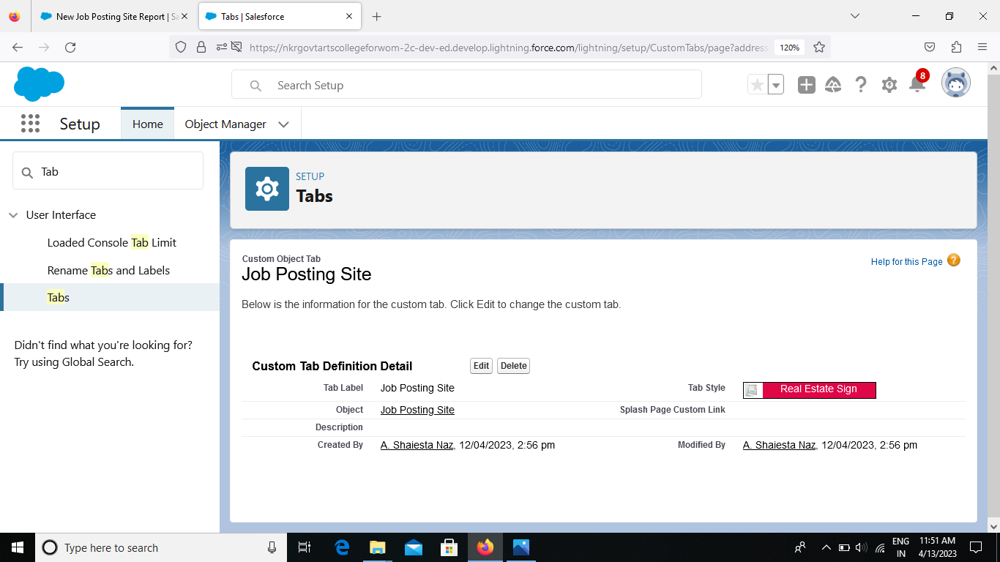 New Job Posting Site Report | Sa
Tabs | Salesforce
https://nkrgovtartscollegeforwom-2c-dev-ed.develop.lightning.force.com/lightning/setup/CustomTabs/page?address
120%
Search Setup
8
Setup
Home
Object Manager
Tab
User Interface
Loaded Console Tab Limit
Rename Tabs and Labels
Tabs
Didn't find what you're looking for?
Try using Global Search.
SETUP
Tabs
Custom Object Tab
Job Posting Site
Help for this Page
Below is the information for the custom tab. Click Edit to change the custom tab.
Custom Tab Definition Detail Edit Delete
Tab Label Job Posting Site Tab Style Real Estate Sign
Object Job Posting Site Splash Page Custom Link
Description
Created By A. Shaiesta Naz, 12/04/2023, 2:56 pm Modified By A. Shaiesta Naz, 12/04/2023, 2:56 pm
Type here to search
ENG
IN
11:51 AM
4/13/2023